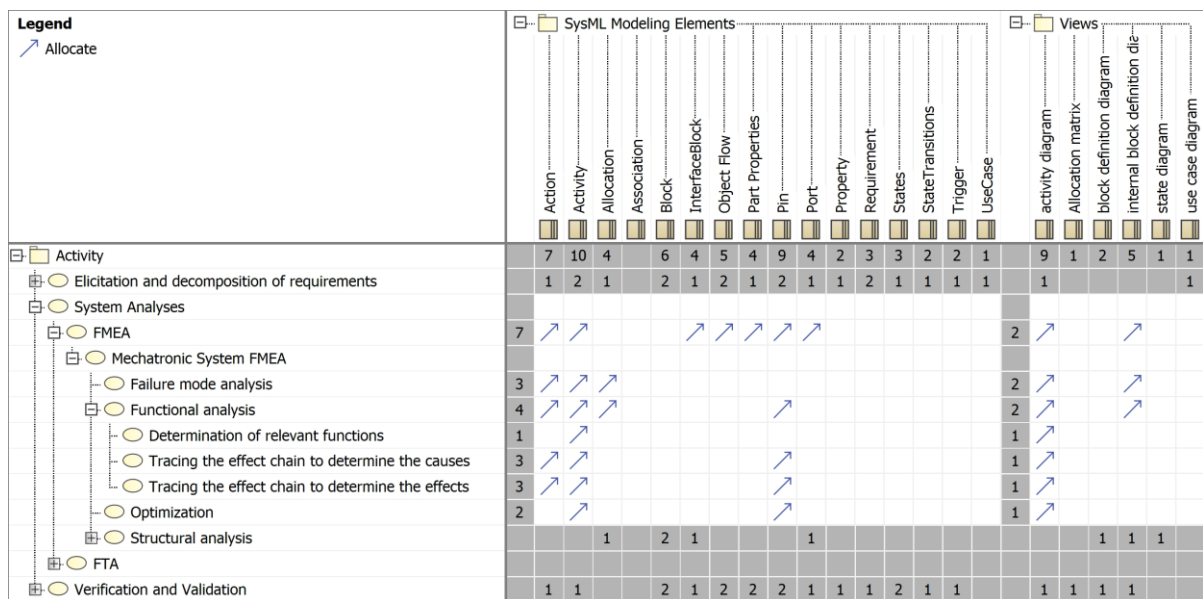 Legend
Allocate
SysML Modeling Elements
Views
Action
Activity
Allocation
Association
Block
InterfaceBlock
Object Flow
Part Properties
Pin
Port
Property
Requirement
States
StateTransitions
Trigger
UseCase
activity diagram
Allocation matrix
block definition diagram
internal block definition dia
state diagram
use case diagram
Activity 7 10 4 6 4 5 4 9 4 2 3 3 2 2 1 9 1 2 5 1 1
Elicitation and decomposition of requirements 1 2 1 2 1 2 1 2 1 1 2 1 1 1 1 1 1
System Analyses
FMEA 7 2
Mechatronic System FMEA
Failure mode analysis 3 2
Functional analysis 4 2
Determination of relevant functions 1 1
Tracing the effect chain to determine the causes 3 1
Tracing the effect chain to determine the effects 3 1
Optimization 2 1
Structural analysis 1 2 1 1 1 1 1
FTA
Verification and Validation 1 1 2 1 2 2 2 1 1 1 2 1 1 1 1 1 1